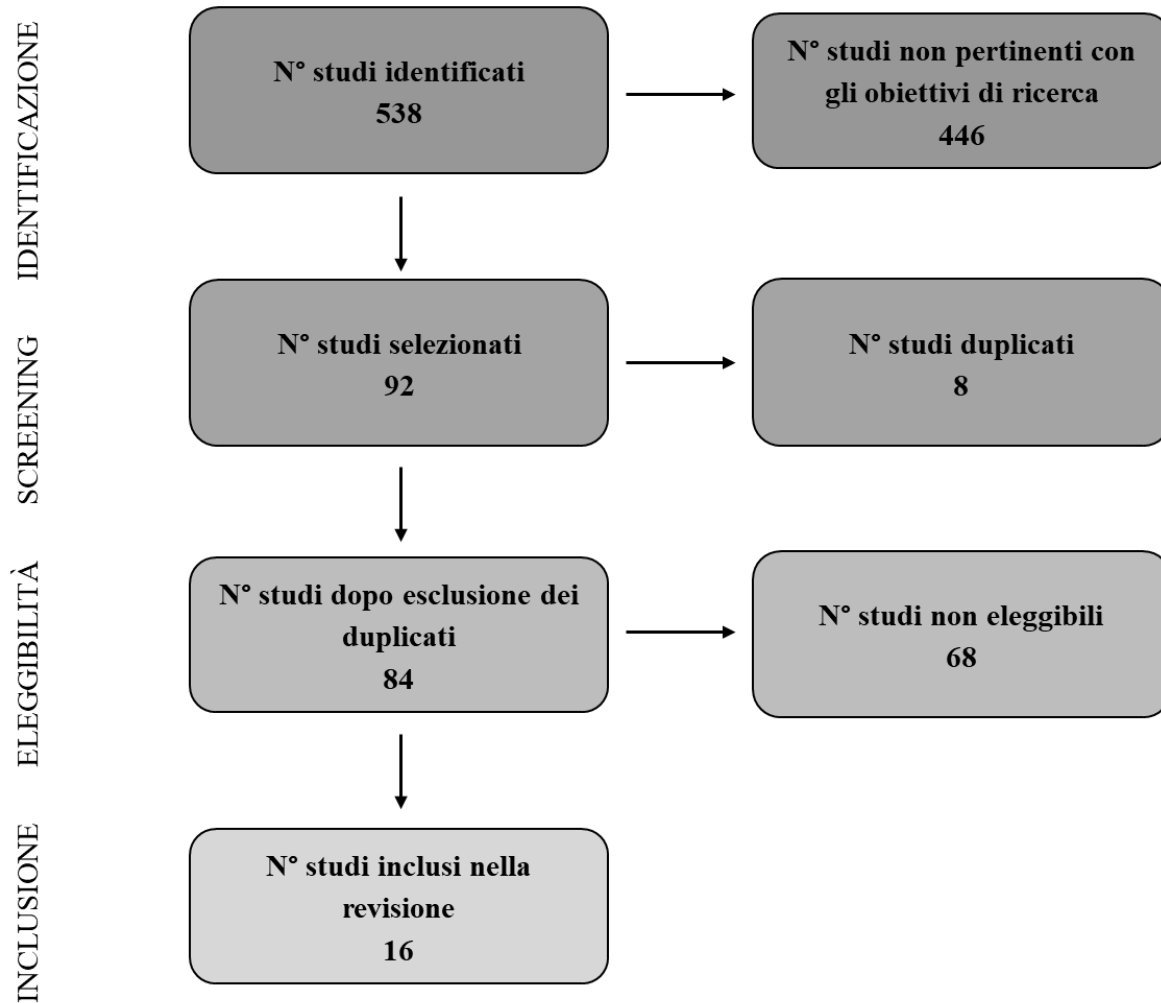 IDENTIFICAZIONE
N° studi identificati
538
N° studi non pertinenti con
gli obiettivi di ricerca
446
SCREENING
N° studi selezionati
92
N° studi duplicati
8
ELEGGIBILITÀ
N° studi dopo esclusione dei
duplicati
84
N° studi non eleggibili
68
INCLUSIONE
N° studi inclusi nella
revisione
16